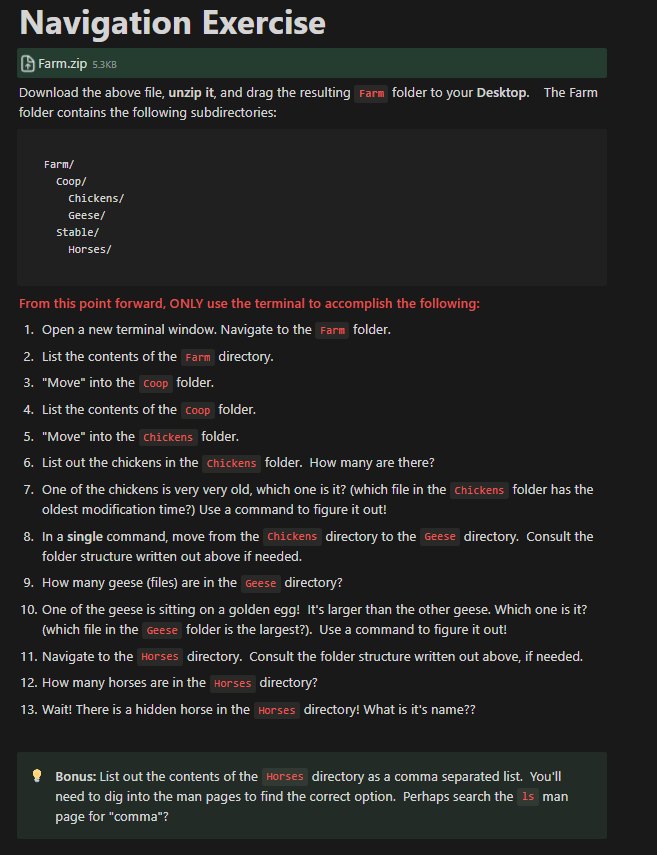 Navigation Exercise
Farm.zip 5.3KB
Download the above file, unzip it, and drag the resulting Farm folder to your Desktop. The Farm
folder contains the following subdirectories:
Farm/
Coop/
Chickens/
Geese/
Stable/
Horses/
From this point forward, ONLY use the terminal to accomplish the following:
1. Open a new terminal window. Navigate to the Farm folder.
2. List the contents of the Farm directory.
3. "Move" into the Coop folder.
4. List the contents of the Coop folder.
5. "Move" into the Chickens folder.
6. List out the chickens in the Chickens folder. How many are there?
7. One of the chickens is very very old, which one is it? (which file in the Chickens folder has the
oldest modification time?) Use a command to figure it out!
8. In a single command, move from the Chickens directory to the Geese directory. Consult the
folder structure written out above if needed.
9. How many geese (files) are in the Geese directory?
10. One of the geese is sitting on a golden egg! It's larger than the other geese. Which one is it?
(which file in the Geese folder is the largest?). Use a command to figure it out!
11. Navigate to the Horses directory. Consult the folder structure written out above, if needed.
12. How many horses are in the Horses directory?
13. Wait! There is a hidden horse in the Horses directory! What is it's name??
Bonus: List out the contents of the Horses directory as a comma separated list. You'll
need to dig into the man pages to find the correct option. Perhaps search the ls man
page for "comma"?